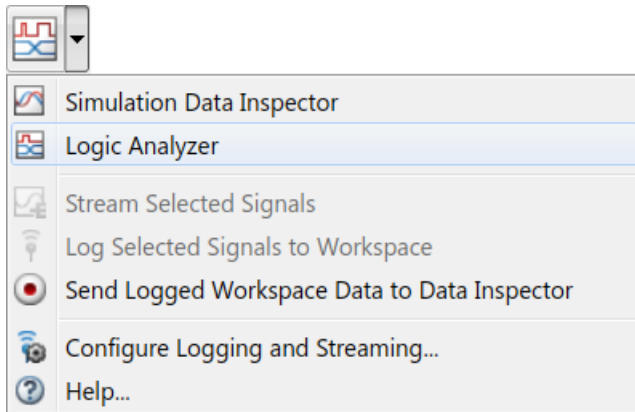 Simulation Data Inspector
Logic Analyzer
Stream Selected Signals
Log Selected Signals to Workspace
Send Logged Workspace Data to Data Inspector
Configure Logging and Streaming...
Help...